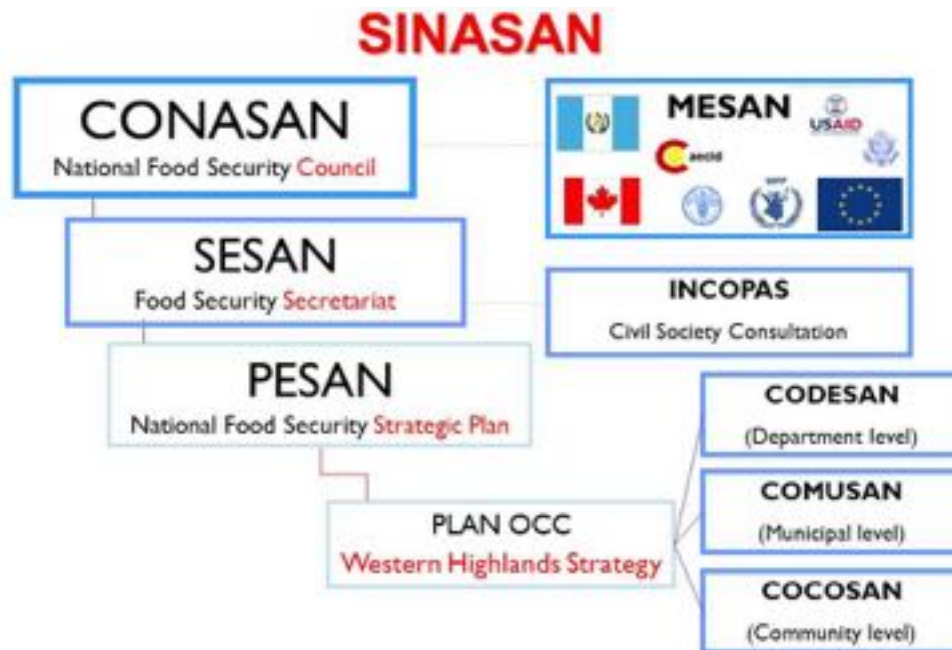 SINASAN
CONASAN
National Food Security Council
MESAN
USAID
aecid
WFP
SESAN
Food Security Secretariat
INCOPAS
Civil Society Consultation
PESAN
National Food Security Strategic Plan
CODESAN
(Department level)
COMUSAN
(Municipal level)
PLAN OCC
Western Highlands Strategy
COCOSAN
(Community level)